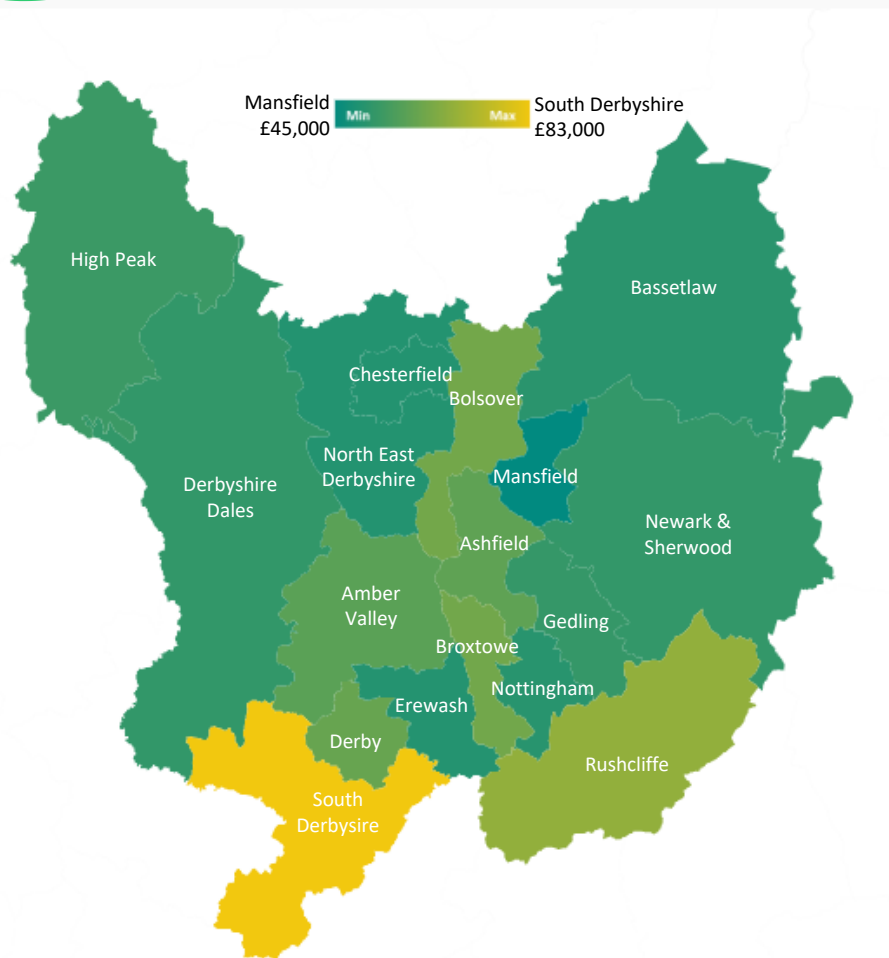 Mansfield
£45,000
Min
Max
South Derbyshire
£83,000
High Peak
Bassetlaw
Chesterfield
Bolsover
North East
Derbyshire
Mansfield
Derbyshire
Dales
Newark &
Sherwood
Ashfield
Amber
Valley
Gedling
Broxtowe
Nottingham
Erewash
Derby
Rushcliffe
South
Derbysire